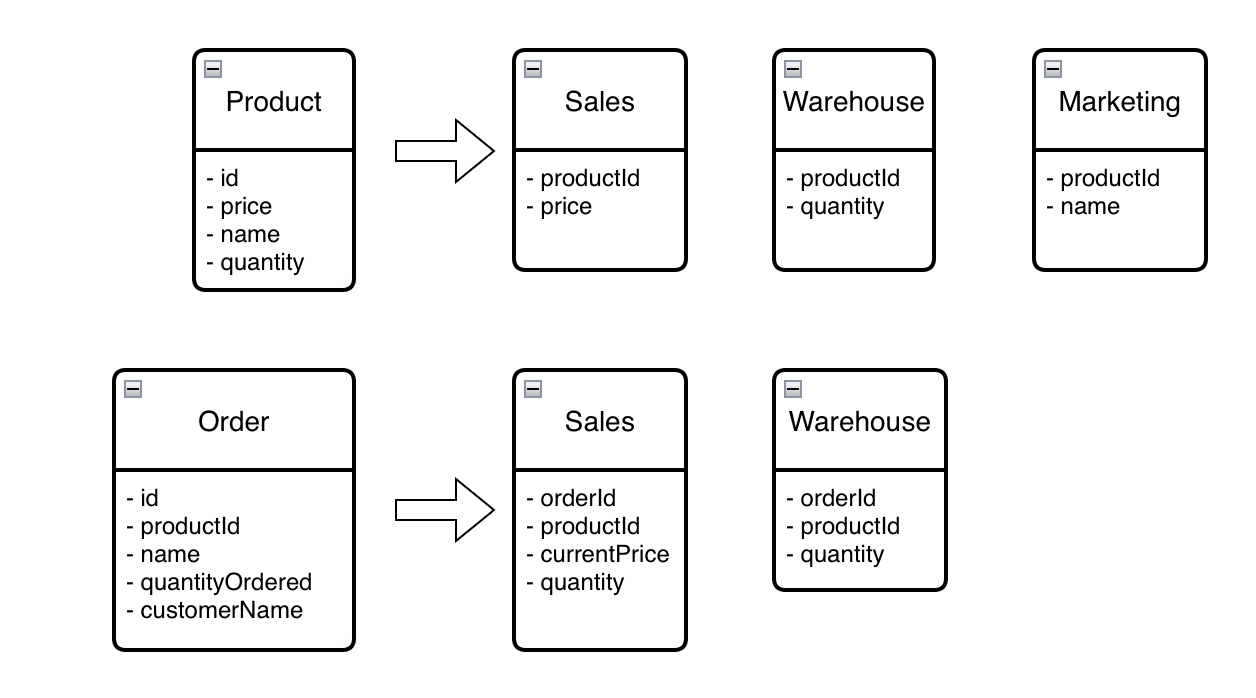 Product
- id
- price
- name
- quantity
Sales
- productId
- price
Warehouse
- productId
- quantity
Marketing
- productId
- name
Order
- id
- productId
- name
- quantityOrdered
- customerName
Sales
- orderId
- productId
- currentPrice
- quantity
Warehouse
- orderId
- productId
- quantity